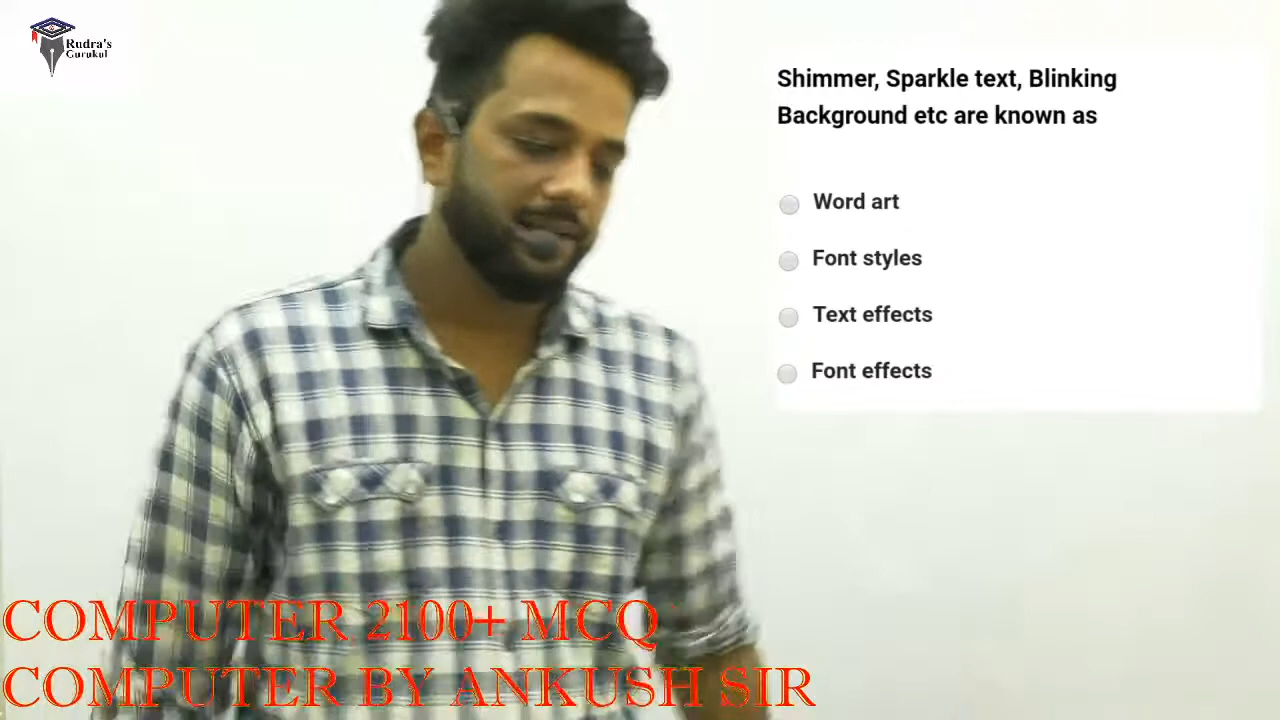 Rudra's
Gurukul
Shimmer, Sparkle text, Blinking
Background etc are known as
Word art
Font styles
Text effects
Font effects
COMPUTER 2100+ MCQ
COMPUTER BY ANKUSH SIR